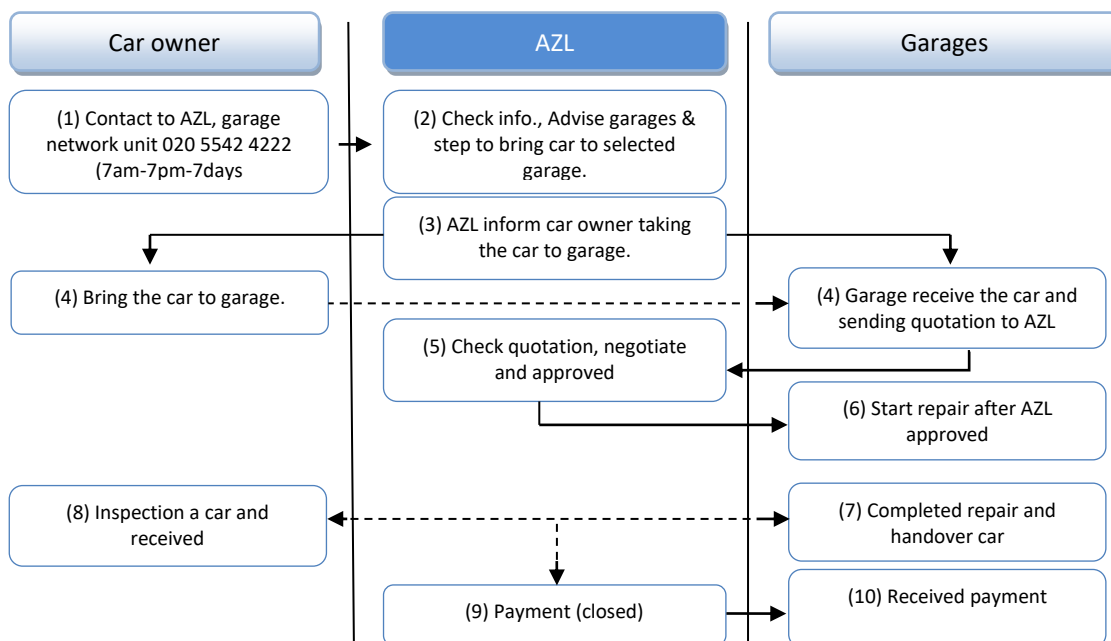 Car owner
AZL
Garages
(1) Contact to AZL, garage
network unit 020 5542 4222
(7am-7pm-7days
(2) Check info., Advise garages &
step to bring car to selected
garage.
(3) AZL inform car owner taking
the car to garage.
(4) Bring the car to garage.
(4) Garage receive the car and
sending quotation to AZL
(5) Check quotation, negotiate
and approved
(6) Start repair after AZL
approved
(8) Inspection a car and
received
(7) Completed repair and
handover car
(9) Payment (closed)
(10) Received payment